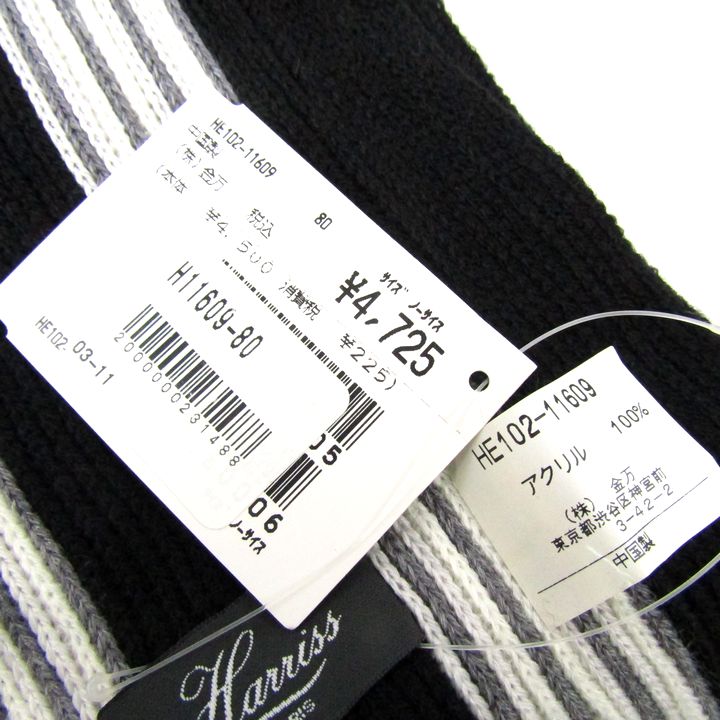 HE102-11609
中国製
(株)金万
80
(本体 ¥4,500 消費税 ¥225)
税込
サイズ ノーサイズ
¥4,725
H11609-80
2000000231488
HE102 03-11
05
06
ノーサイズ
HE102-11609
アクリル 100%
(株) 金万
東京都渋谷区神宮前
3-42-2
中国製
Harriss